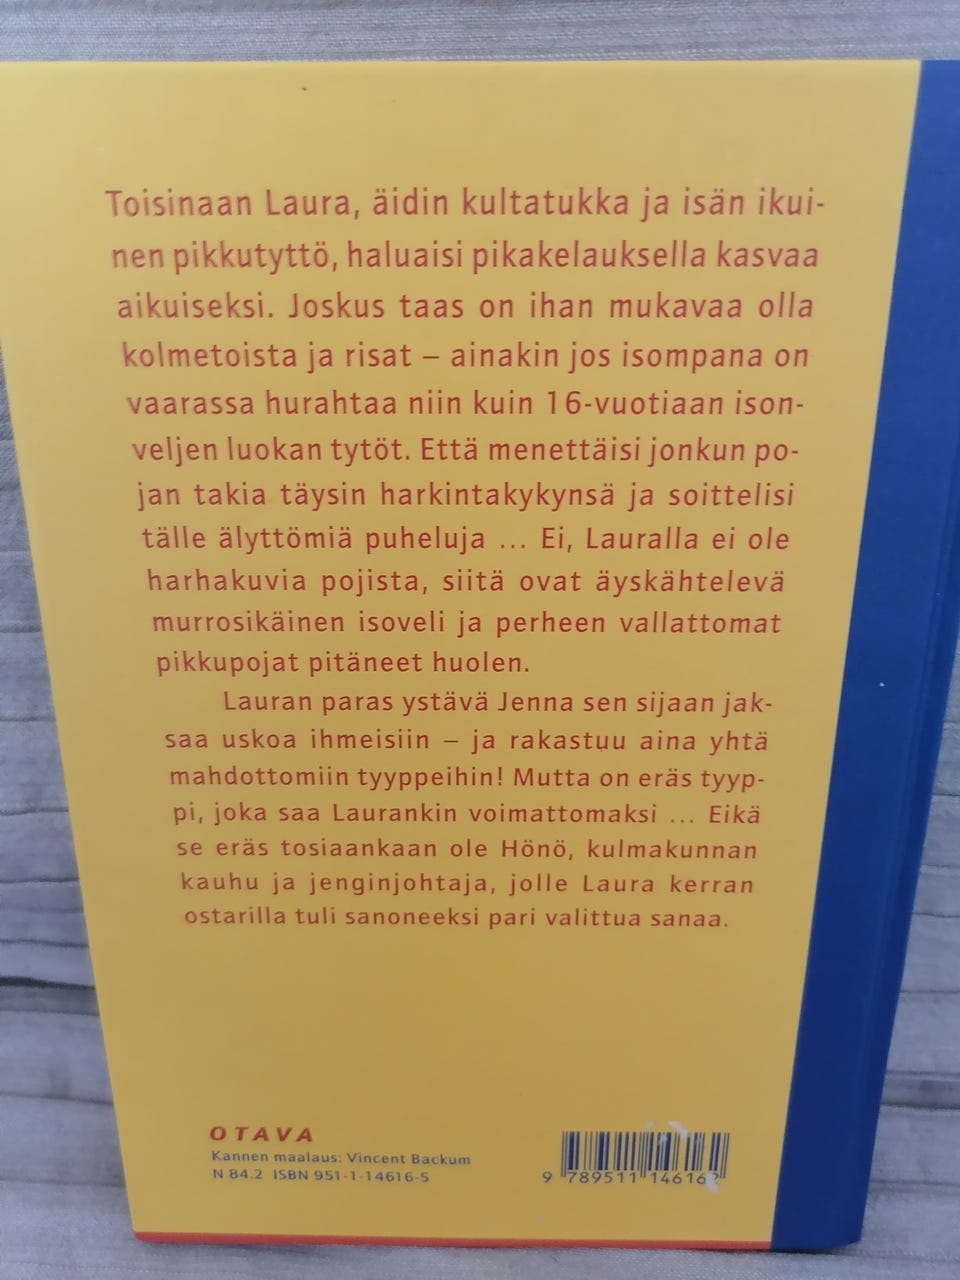 Toisinaan Laura, äidin kultatukka ja isän ikui-
nen pikkutyttö, haluaisi pikakelauksella kasvaa
aikuiseksi. Joskus taas on ihan mukavaa olla
kolmetoista ja risat – ainakin jos isompana on
vaarassa hurahtaa niin kuin 16-vuotiaan ison-
veljen luokan tytöt. Että menettäisi jonkun po-
jan takia täysin harkintakykynsä ja soittelisi
tälle älyttömiä puheluja ... Ei, Lauralla ei ole
harhakuvia pojista, siitä ovat äyskähtelevä
murrosikäinen isoveli ja perheen vallattomat
pikkupojat pitäneet huolen.
Lauran paras ystävä Jenna sen sijaan jak-
saa uskoa ihmeisiin – ja rakastuu aina yhtä
mahdottomiin tyyppeihin! Mutta on eräs tyyp-
pi, joka saa Laurankin voimattomaksi ... Eikä
se eräs tosiaankaan ole Hönö, kulmakunnan
kauhu ja jenginjohtaja, jolle Laura kerran
ostarilla tuli sanoneeksi pari valittua sanaa.
OTAVA
Kannen maalaus: Vincent Backum
N 84.2 ISBN 951-1-14616-5
9 789511 146162